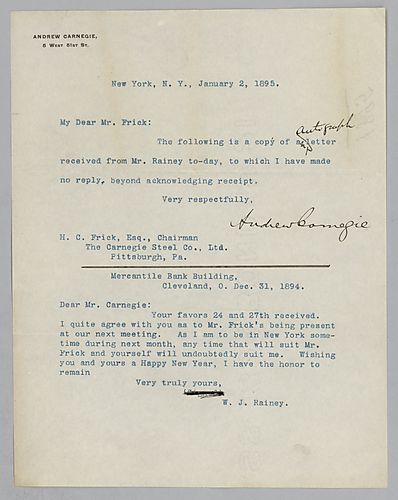 ANDREW CARNEGIE,
5 WEST 51ST ST.
New York, N. Y., January 2, 1895.
My Dear Mr. Frick:
Autograph
The following is a copy of a letter
received from Mr. Rainey to-day, to which I have made
no reply, beyond acknowledging receipt.
Very respectfully,
Andrew Carnegie
H. C. Frick, Esq., Chairman
The Carnegie Steel Co., Ltd.
Pittsburgh, Pa.
Mercantile Bank Building,
Cleveland, O. Dec. 31, 1894.
Dear Mr. Carnegie:
Your favors 24 and 27th received.
I quite agree with you as to Mr. Frick's being present
at our next meeting. As I am to be in New York some-
time during next month, any time that will suit Mr.
Frick and yourself will undoubtedly suit me. Wishing
you and yours a Happy New Year, I have the honor to
remain
Very truly yours,
W. J. Rainey.